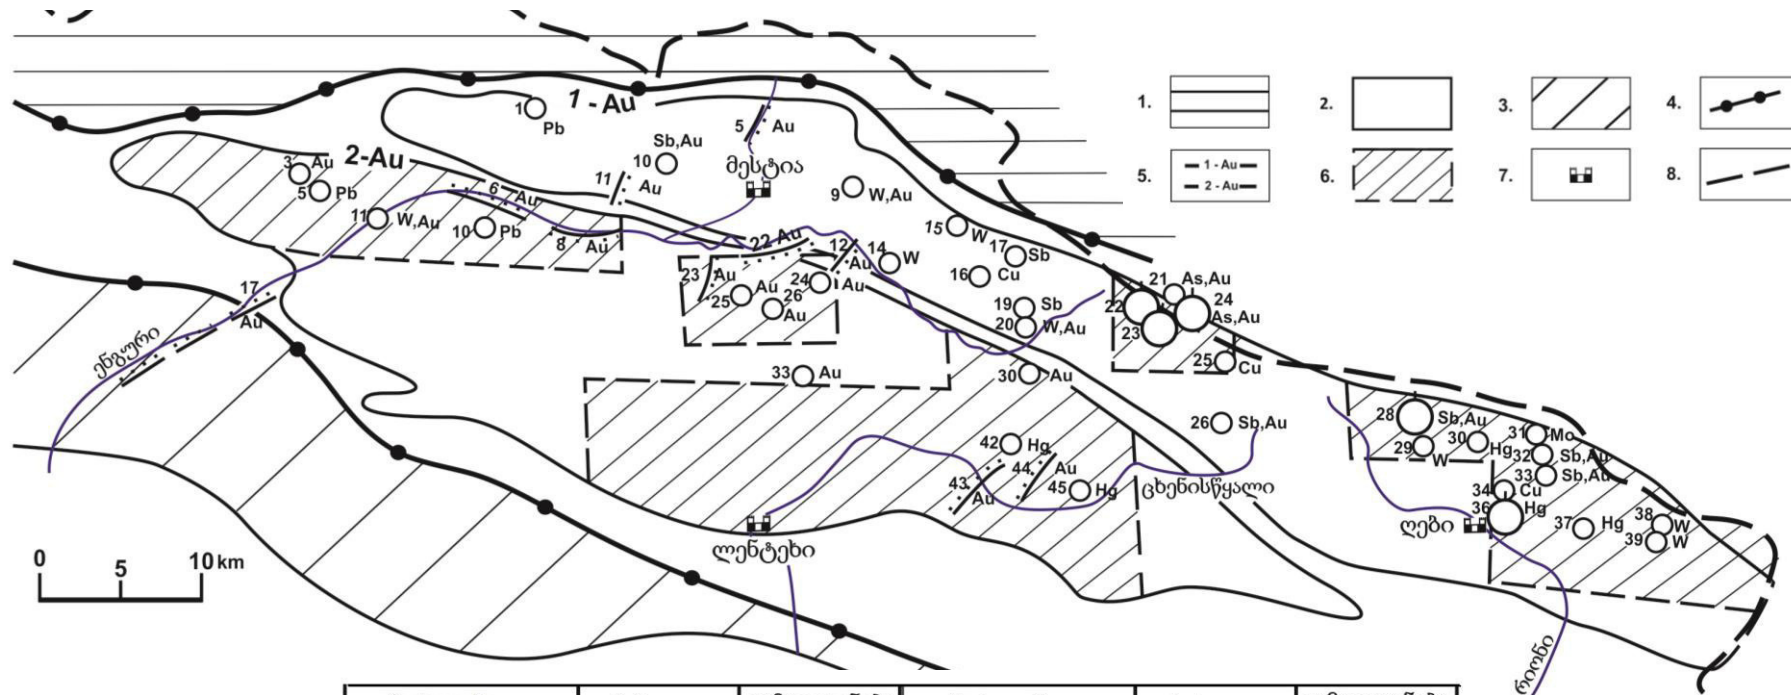 1 - Au
1.
2.
3.
4.
5.
1 - Au
2 - Au
6.
7.
8.
1
Pb
5
Au
Sb,Au
10
მესტია
2-Au
3
Au
5
Pb
11
Au
9
W,Au
6
Au
11
W,Au
10
Pb
8
Au
15
W
17
Sb
22
Au
12
Au
14
W
16
Cu
23
Au
25
Au
26
Au
24
Au
21
As,Au
22
23
24
As,Au
25
Cu
17
Au
19
Sb
20
W,Au
ენგური
33
Au
30
Au
26
Sb,Au
28
Sb,Au
29
W
30
Hg
31
Mo
32
Sb,Au
33
Sb,Au
34
Cu
36
Hg
37
Hg
38
W
39
W
42
Hg
43
Au
44
Au
45
Hg
ცხენისწყალი
ღები
ლენტეხი
რიონი
0
5
10 km